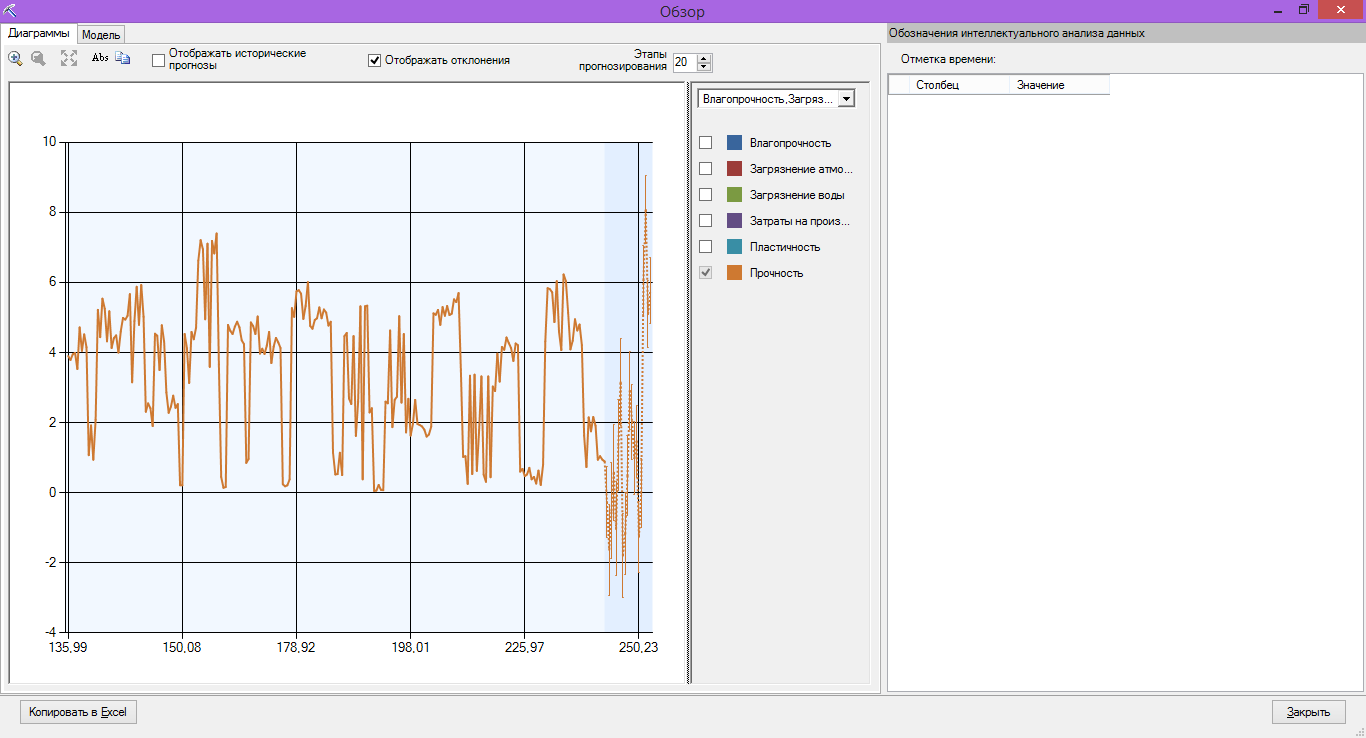 Обзор
Диаграммы
Модель
Отображать исторические
прогнозы
Отображать отклонения
Этапы
прогнозирования
20
Abs
Обозначения интеллектуального анализа данных
Отметка времени:
Столбец
Значение
Влагопрочность,Загряз...
Влагопрочность
Загрязнение атмо...
Загрязнение воды
Затраты на произ...
Пластичность
Прочность
10
8
6
4
2
0
-2
-4
135,99
150,08
178,92
198,01
225,97
250,23
Копировать в Excel
Закрыть